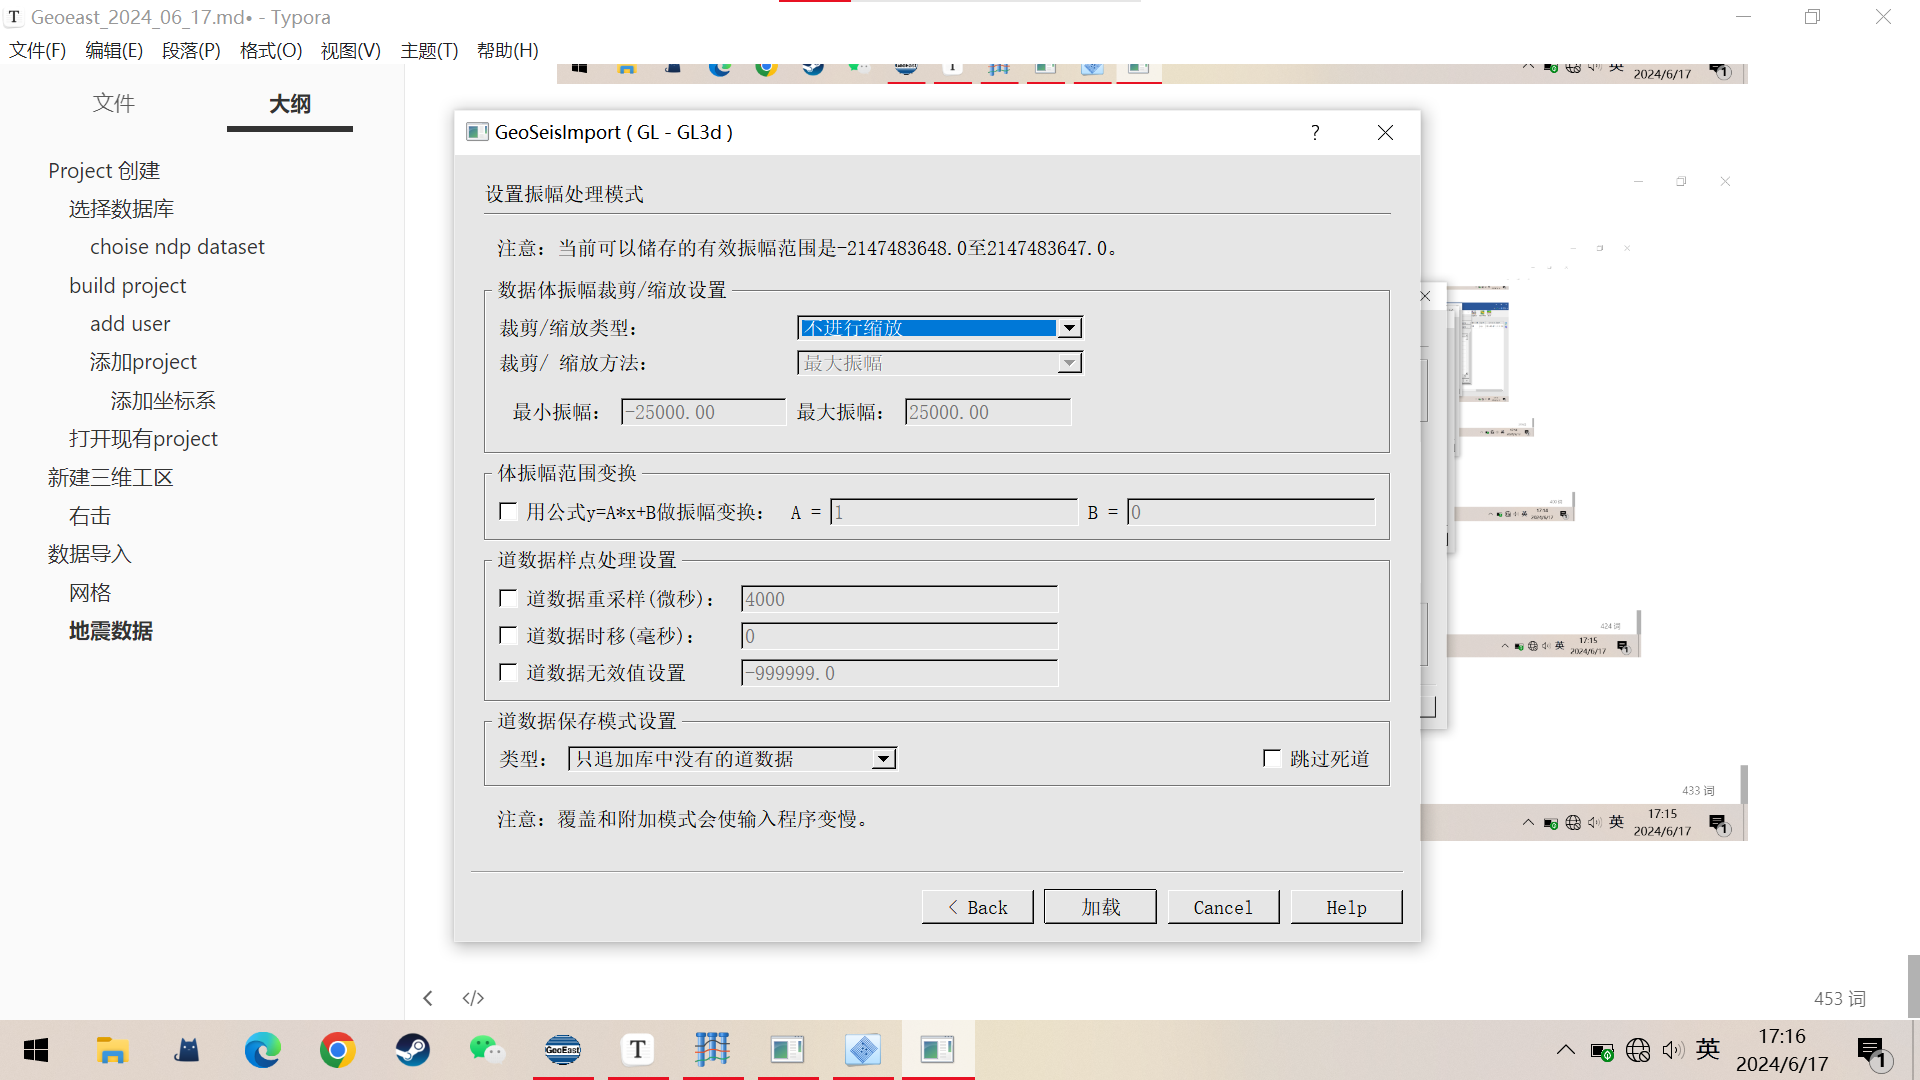 T Geoeast_2024_06_17.md• - Typora
文件(F) 编辑(E) 段落(P) 格式(O) 视图(V) 主题(T) 帮助(H)
文件 大纲
Project 创建
选择数据库
choise ndp dataset
build project
add user
添加project
添加坐标系
打开现有project
新建三维工区
右击
数据导入
网格
地震数据
英 2024/6/17 1
GeoSeisImport ( GL - GL3d ) ?
设置振幅处理模式
注意: 当前可以储存的有效振幅范围是-2147483648.0至2147483647.0。
数据体振幅裁剪/缩放设置
裁剪/缩放类型: 不进行缩放
裁剪/ 缩放方法: 最大振幅
最小振幅: -25000.00 最大振幅: 25000.00
体振幅范围变换
用公式y=A*x+B做振幅变换: A = 1 B = 0
道数据样点处理设置
道数据重采样(微秒): 4000
道数据时移(毫秒): 0
道数据无效值设置 -999999.0
道数据保存模式设置
类型: 只追加库中没有的道数据 跳过死道
注意: 覆盖和附加模式会使输入程序变慢。
< Back 加载 Cancel Help
424 词
英 17:15
2024/6/17
433 词
英 17:15
2024/6/17 1
</> 453 词
GeoEast T 英 17:16
2024/6/17 1